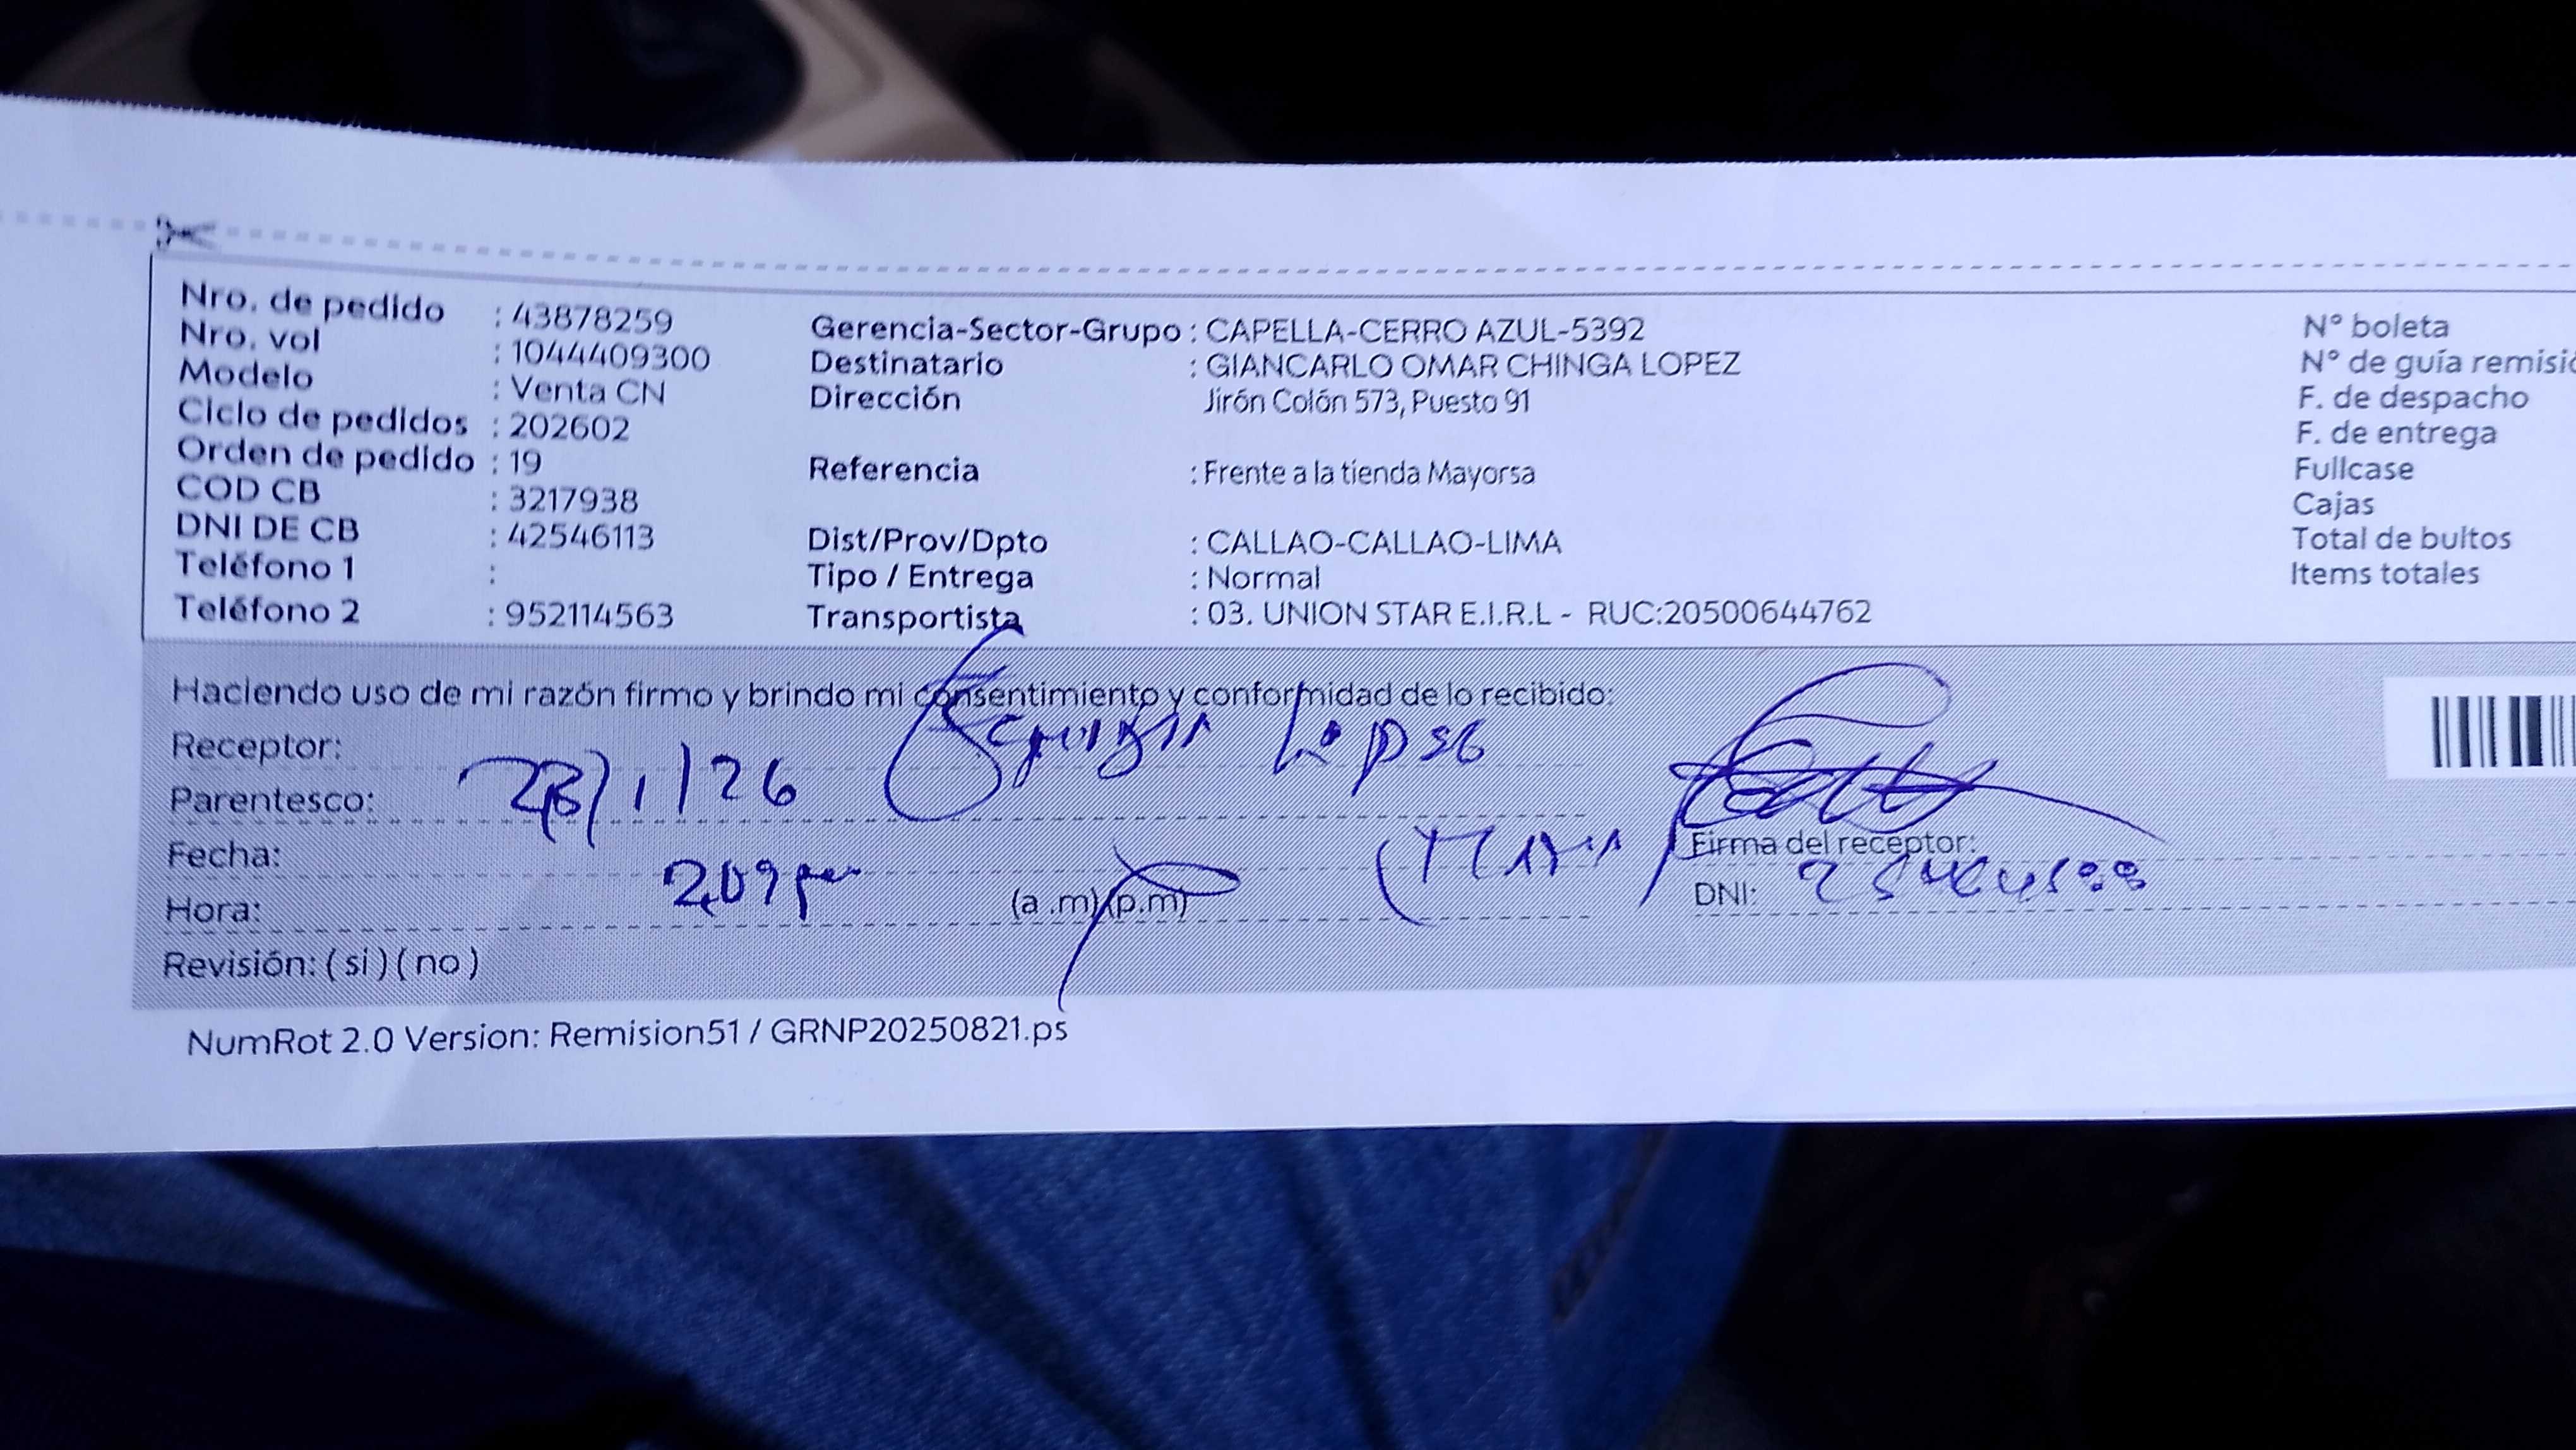 Nro. de pedido : 43878259
Nro. vol : 1044409300
Modelo : Venta CN
Ciclo de pedidos : 202602
Orden de pedido : 19
COD CB : 3217938
DNI DE CB : 42546113
Teléfono 1 :
Teléfono 2 : 952114563
Gerencia-Sector-Grupo : CAPELLA-CERRO AZUL-5392
Destinatario : GIANCARLO OMAR CHINGA LOPEZ
Dirección Jirón Colón 573, Puesto 91
Referencia : Frente a la tienda Mayorsa
Dist/Prov/Dpto : CALLAO-CALLAO-LIMA
Tipo / Entrega : Normal
Transportista : 03. UNION STAR E.I.R.L - RUC:20500644762
N° boleta
N° de guía
F. de despacho
F. de entrega
Fullcase
Cajas
Total de bultos
Items totales
Haciendo uso de mi razón firmo y brindo mi consentimiento y conformidad de lo recibido:
Receptor:
Parentesco: 28/1/26
Fecha:
Hora: 2:09 pm (a .m)(p.m)
Revisión: ( si ) ( no )
Firma del receptor:
DNI:
NumRot 2.0 Version: Remision51 / GRNP20250821.ps